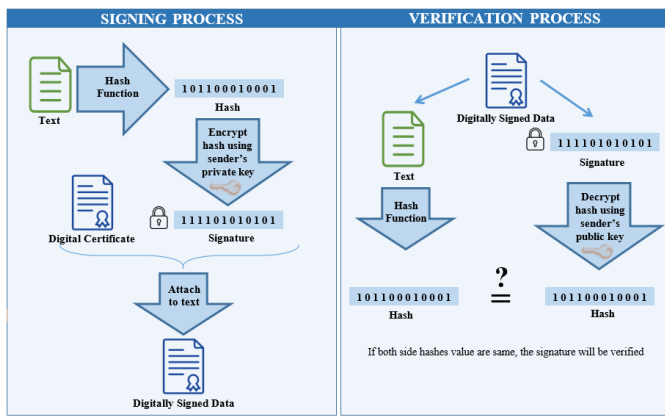 SIGNING PROCESS
Text
Hash
Function
101100010001
Hash
Encrypt
hash using
sender's
private key
Digital Certificate
111101010101
Signature
Attach
to text
Digitally Signed Data
VERIFICATION PROCESS
Digitally Signed Data
Text
111101010101
Signature
Hash
Function
Decrypt
hash using
sender's
public key
101100010001
Hash
?
=
101100010001
Hash
If both side hashes value are same, the signature will be verified